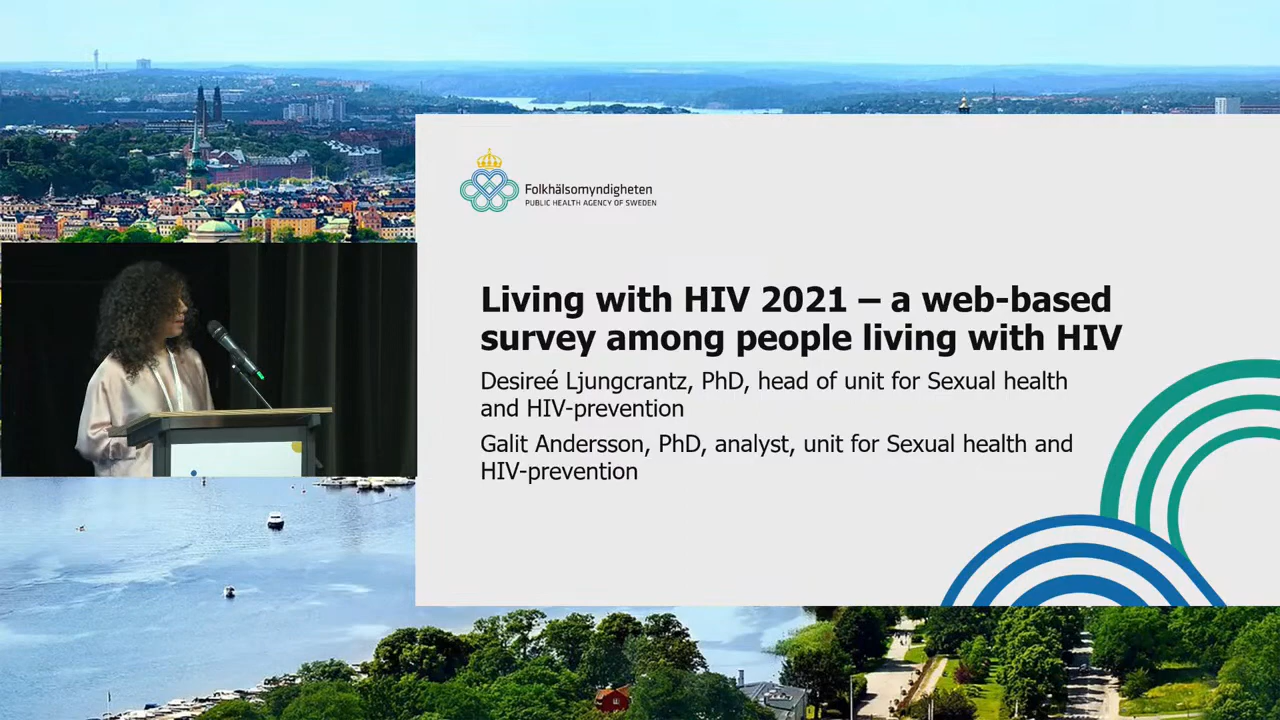 Folkhälsomyndigheten
PUBLIC HEALTH AGENCY OF SWEDEN
Living with HIV 2021 – a web-based
survey among people living with HIV
Desireé Ljungcrantz, PhD, head of unit for Sexual health
and HIV-prevention
Galit Andersson, PhD, analyst, unit for Sexual health and
HIV-prevention